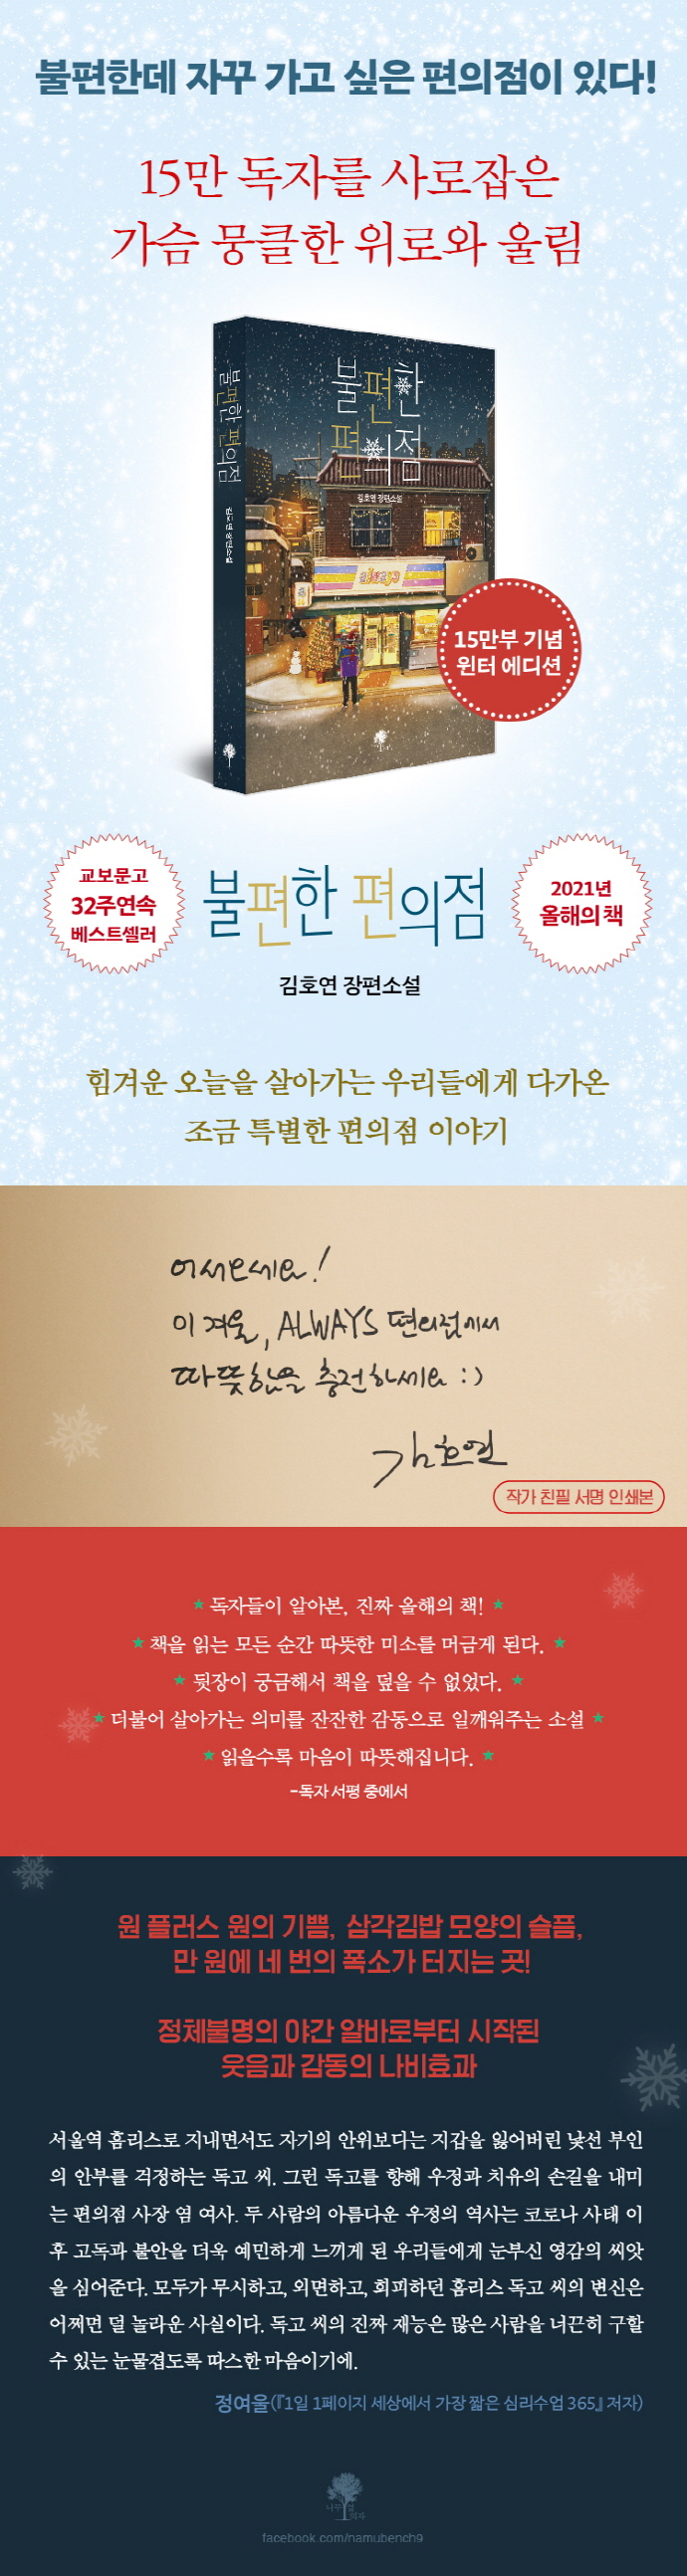 불편한데 자꾸 가고 싶은 편의점이 있다!
15만 독자를 사로잡은
가슴 뭉클한 위로와 울림
불편한
편의점
김호연 장편소설
불편한 편의점
김호연 장편소설
always
15만부 기념
윈터 에디션
교보문고
32주연속
베스트셀러
불편한 편의점
2021년
올해의 책
김호연 장편소설
힘겨운 오늘을 살아가는 우리들에게 다가온
조금 특별한 편의점 이야기
어서오세요!
이 겨울, ALWAYS 편의점에서
따뜻함을 충전하세요 :)
김호연
작가 친필 서명 인쇄본
★ 독자들이 알아본, 진짜 올해의 책! ★
★ 책을 읽는 모든 순간 따뜻한 미소를 머금게 된다. ★
★ 뒷장이 궁금해서 책을 덮을 수 없었다. ★
★ 더불어 살아가는 의미를 잔잔한 감동으로 일깨워주는 소설 ★
★ 읽을수록 마음이 따뜻해집니다. ★
-독자 서평 중에서
원 플러스 원의 기쁨, 삼각김밥 모양의 슬픔,
만 원에 네 번의 폭소가 터지는 곳!
정체불명의 야간 알바로부터 시작된
웃음과 감동의 나비효과
서울역 홈리스로 지내면서도 자기의 안위보다는 지갑을 잃어버린 낯선 부인
의 안부를 걱정하는 독고 씨. 그런 독고를 향해 우정과 치유의 손길을 내미
는 편의점 사장 염 여사. 두 사람의 아름다운 우정의 역사는 코로나 사태 이
후 고독과 불안을 더욱 예민하게 느끼게 된 우리들에게 눈부신 영감의 씨앗
을 심어준다. 모두가 무시하고, 외면하고, 회피하던 홈리스 독고 씨의 변신은
어쩌면 덜 놀라운 사실이다. 독고 씨의 진짜 재능은 많은 사람을 너끈히 구할
수 있는 눈물겹도록 따스한 마음이기에.
정여울(『1일 1페이지 세상에서 가장 짧은 심리수업 365』 저자)
나무옆의자
facebook.com/namubench9